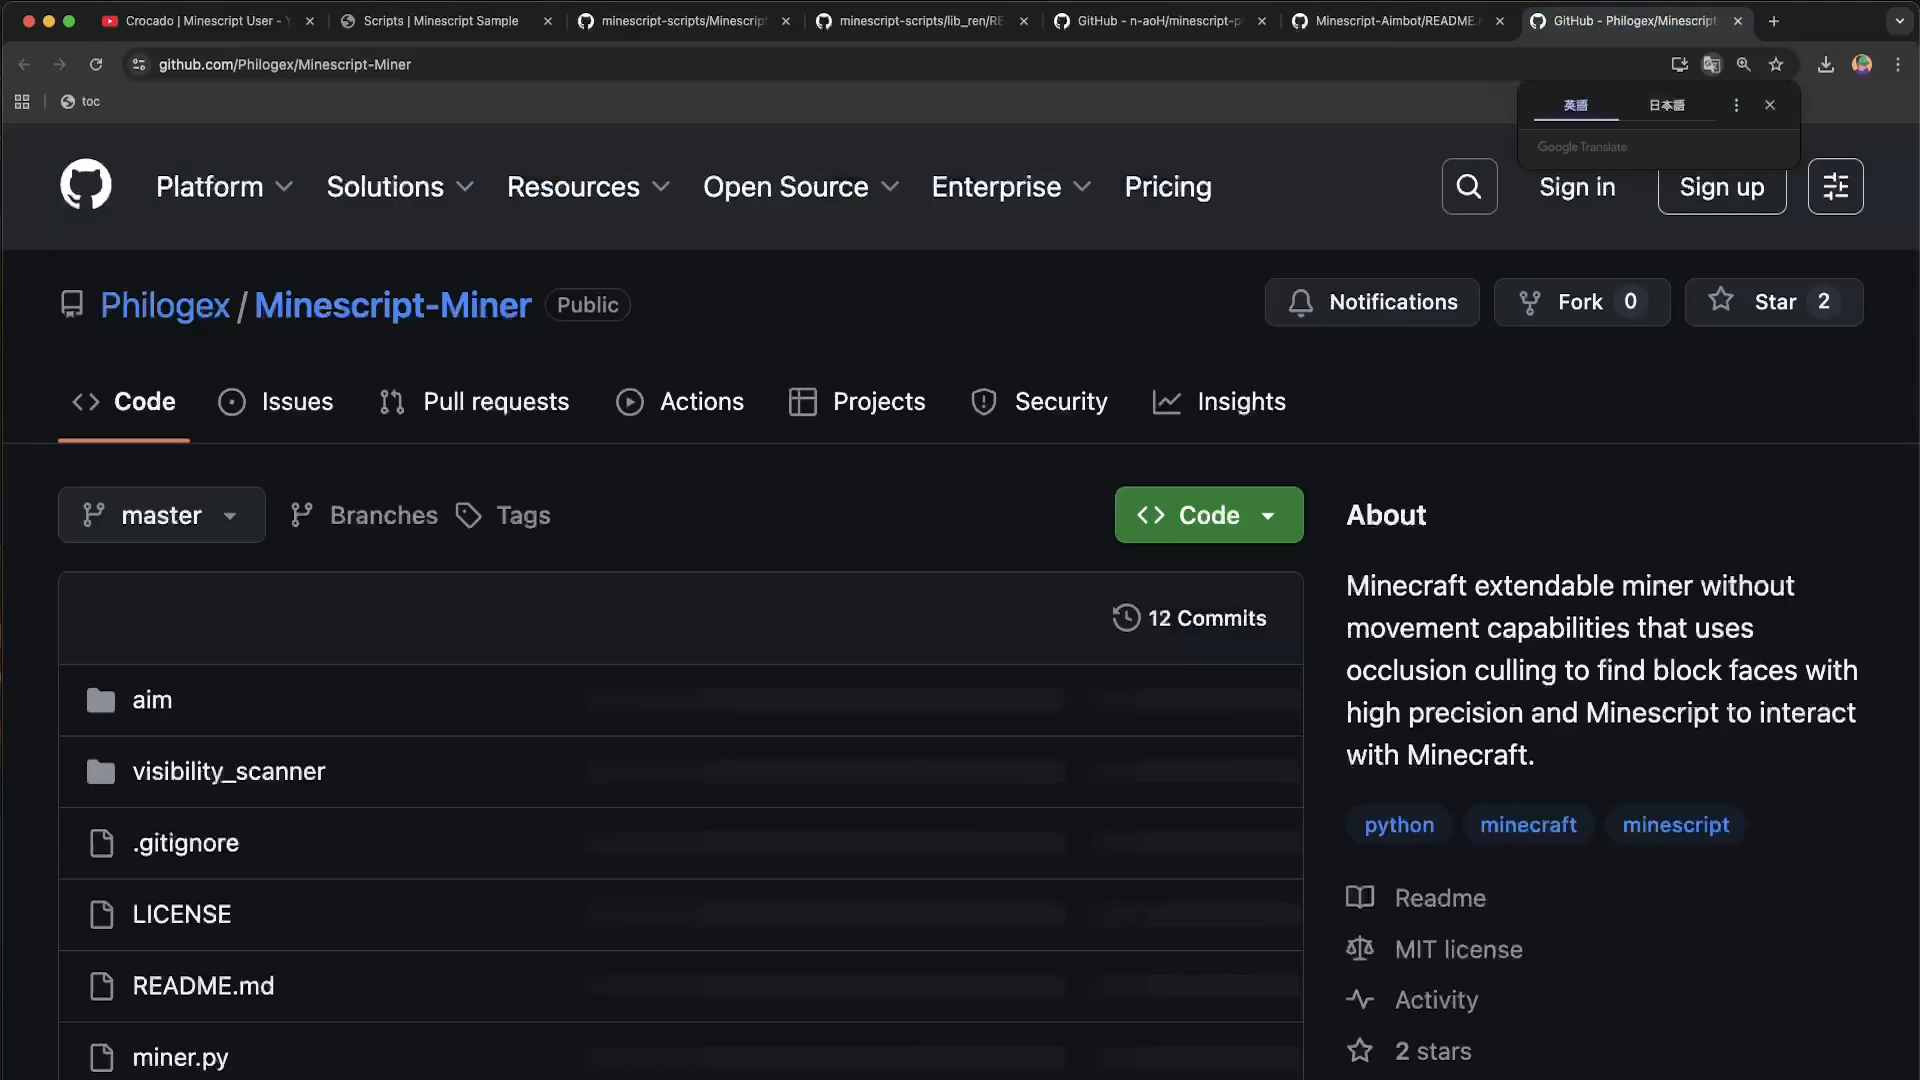 Crocado | Minescript User -
Scripts | Minescript Sample
minescript-scripts/Minescript
minescript-scripts/lib_ren/RE
GitHub - n-aoH/minescript-p
Minescript-Aimbot/README.
GitHub - Philogex/Minescript
github.com/Philogex/Minescript-Miner
toc
英語
日本語
Google Translate
Platform
Solutions
Resources
Open Source
Enterprise
Pricing
Sign in
Sign up
Philogex / Minescript-Miner
Public
Notifications
Fork 0
Star 2
Code
Issues
Pull requests
Actions
Projects
Security
Insights
master
Branches
Tags
Code
12 Commits
aim
visibility_scanner
.gitignore
LICENSE
README.md
miner.py
About
Minecraft extendable miner without
movement capabilities that uses
occlusion culling to find block faces with
high precision and Minescript to interact
with Minecraft.
python
minecraft
minescript
Readme
MIT license
Activity
2 stars